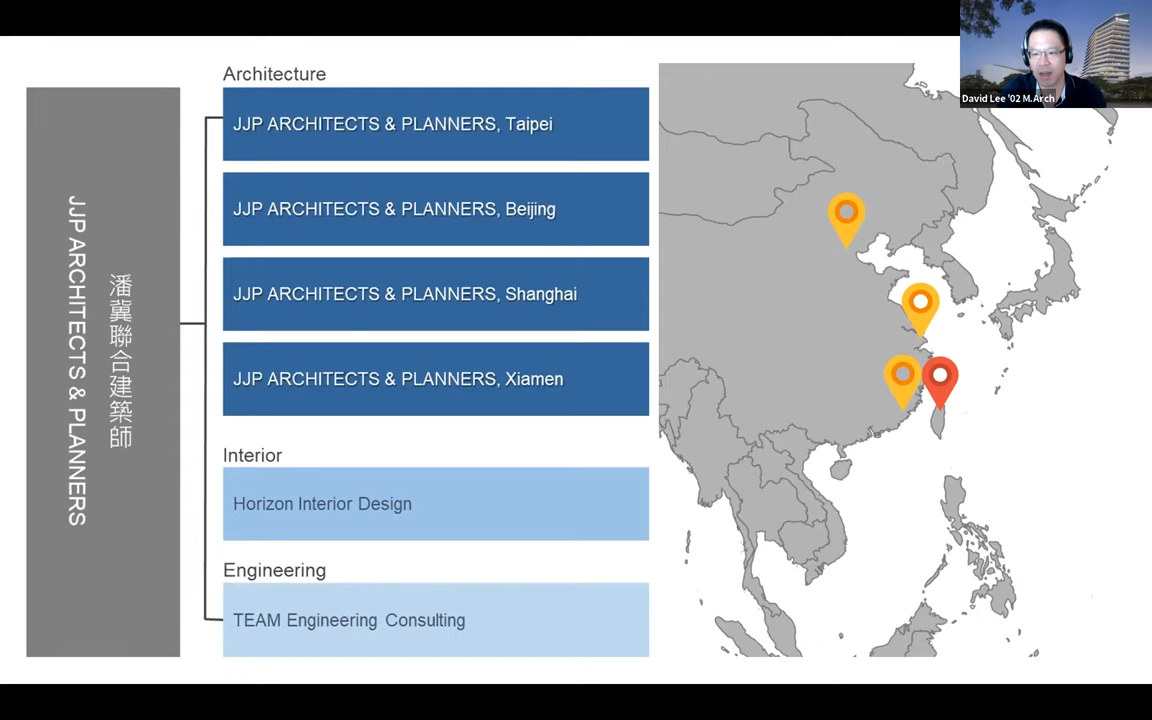 Architecture
JJP ARCHITECTS & PLANNERS, Taipei
JJP ARCHITECTS & PLANNERS, Beijing
JJP ARCHITECTS & PLANNERS, Shanghai
JJP ARCHITECTS & PLANNERS, Xiamen
Interior
Horizon Interior Design
Engineering
TEAM Engineering Consulting
潘冀聯合建築師
JJP ARCHITECTS & PLANNERS
David Lee '02 M.Arch